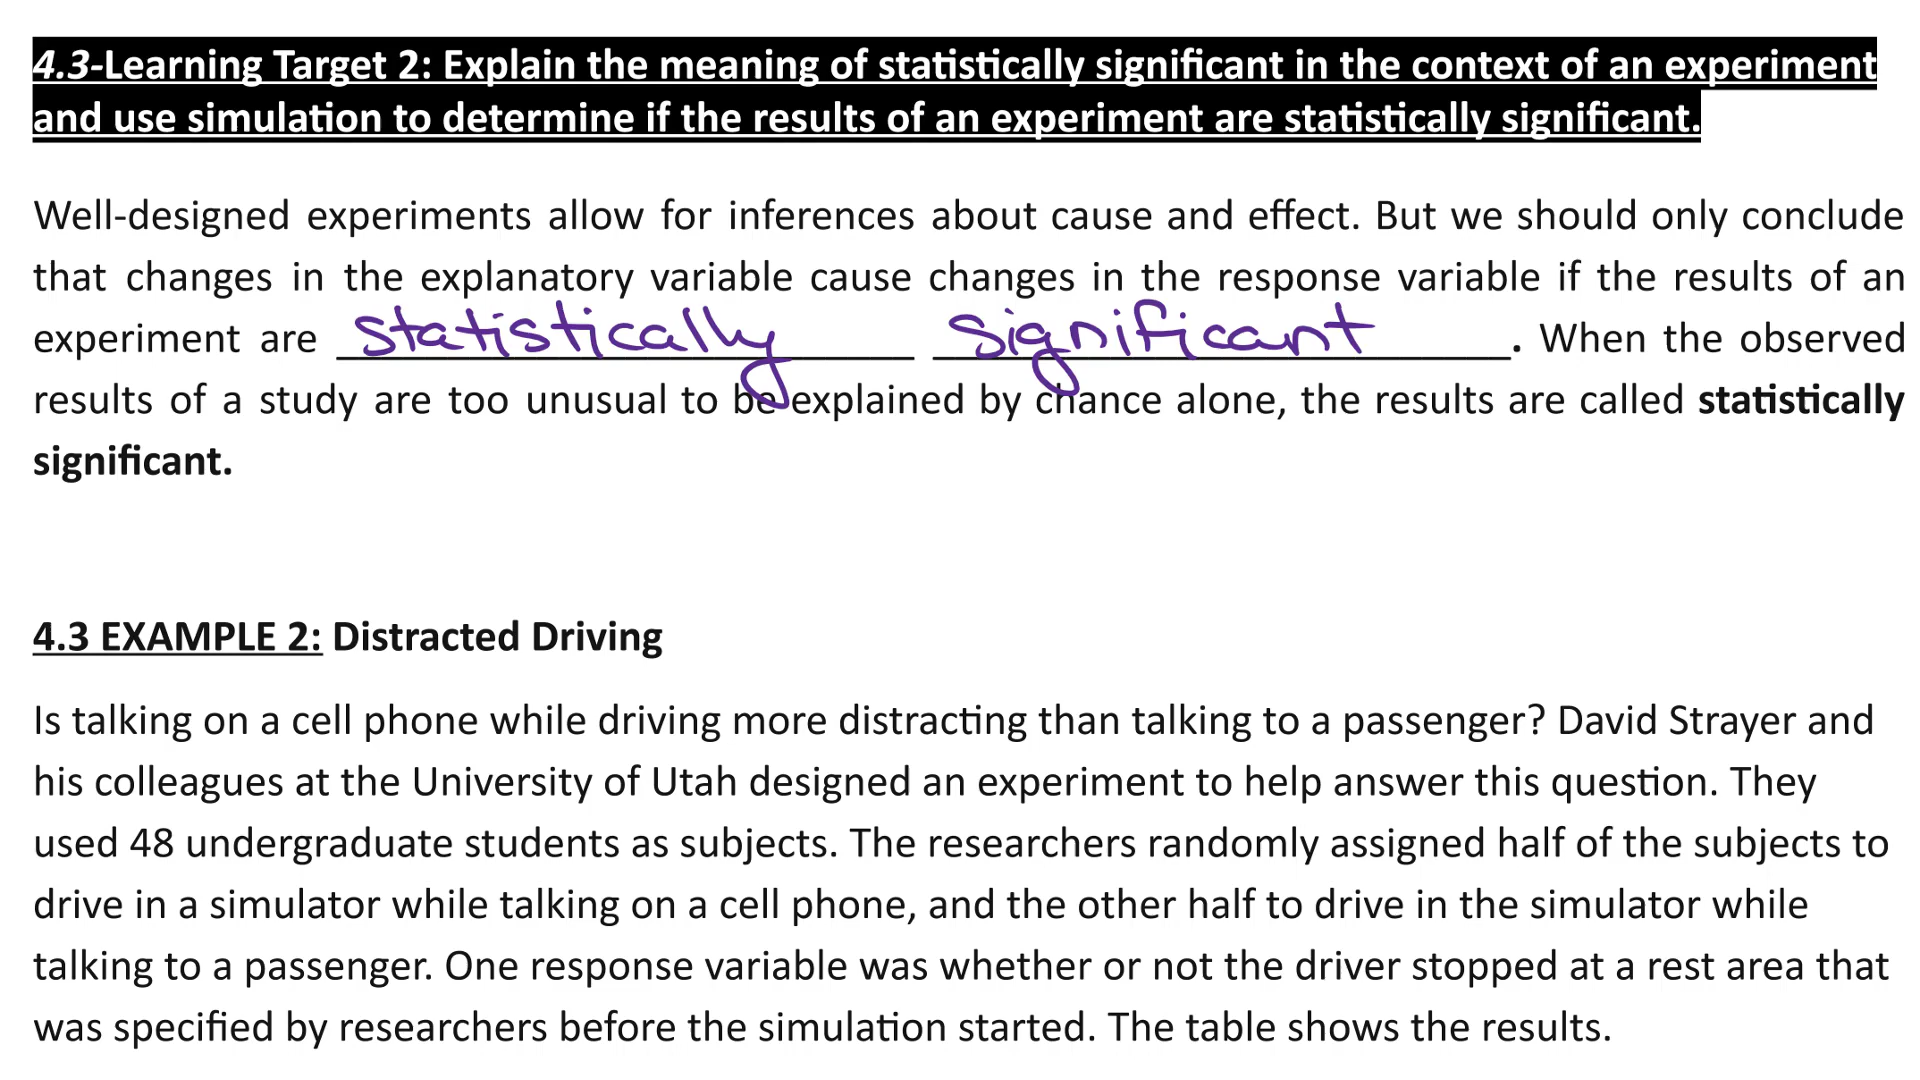 4.3-Learning Target 2: Explain the meaning of statistically significant in the context of an experiment
and use simulation to determine if the results of an experiment are statistically significant.
Well-designed experiments allow for inferences about cause and effect. But we should only conclude
that changes in the explanatory variable cause changes in the response variable if the results of an
experiment are statistically significant. When the observed
results of a study are too unusual to be explained by chance alone, the results are called statistically
significant.
4.3 EXAMPLE 2: Distracted Driving
Is talking on a cell phone while driving more distracting than talking to a passenger? David Strayer and
his colleagues at the University of Utah designed an experiment to help answer this question. They
used 48 undergraduate students as subjects. The researchers randomly assigned half of the subjects to
drive in a simulator while talking on a cell phone, and the other half to drive in the simulator while
talking to a passenger. One response variable was whether or not the driver stopped at a rest area that
was specified by researchers before the simulation started. The table shows the results.